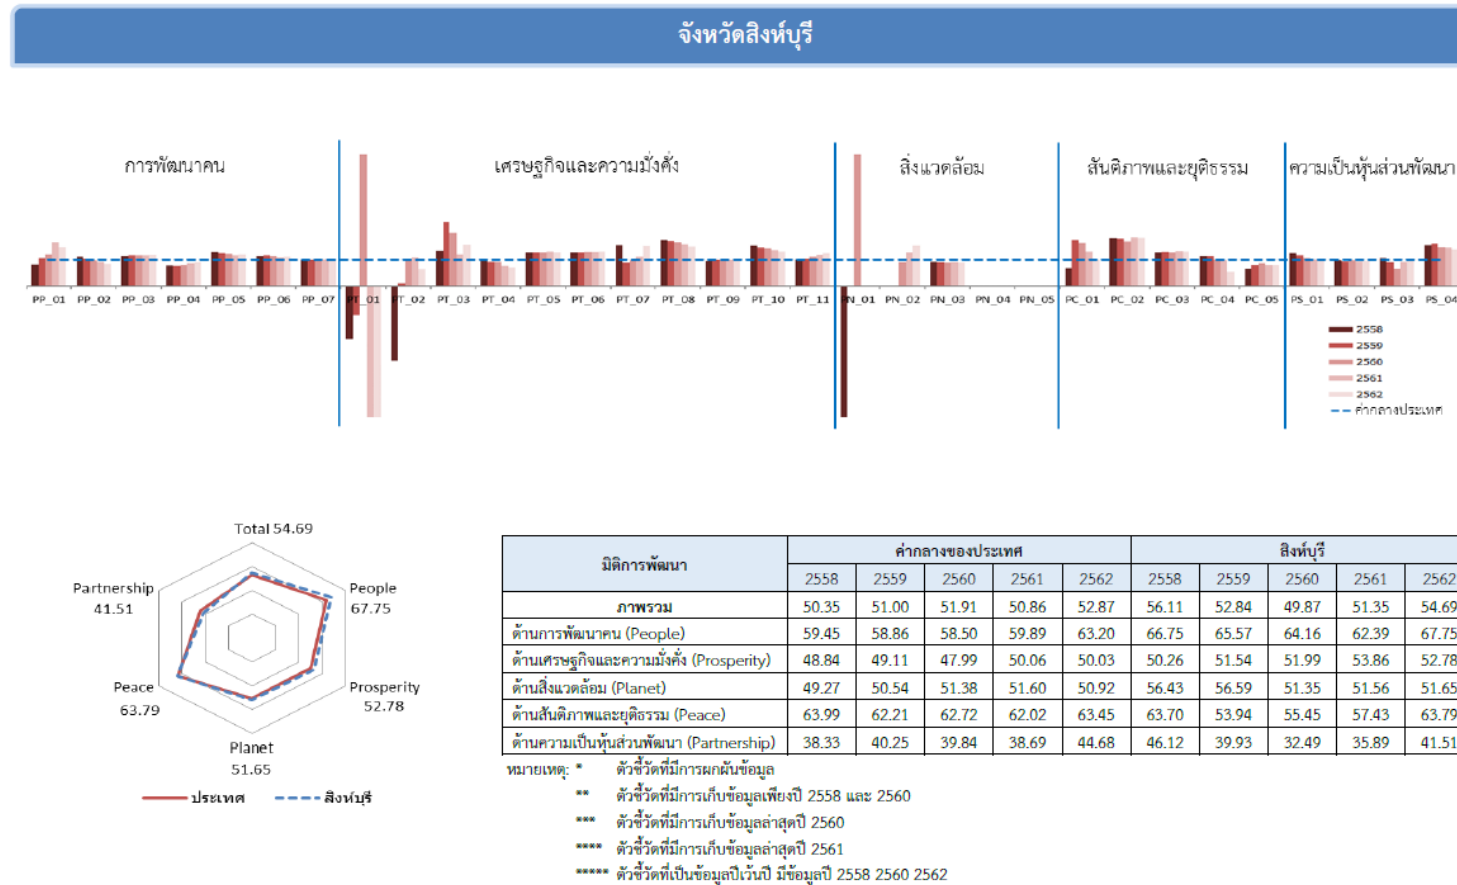 จังหวัดสิงห์บุรี
การพัฒนาคน เศรษฐกิจและความมั่งคั่ง สิ่งแวดล้อม สันติภาพและยุติธรรม ความเป็นหุ้นส่วนพัฒนา
PP_01 PP_02 PP_03 PP_04 PP_05 PP_06 PP_07 PT_01 PT_02 PT_03 PT_04 PT_05 PT_06 PT_07 PT_08 PT_09 PT_10 PT_11 PN_01 PN_02 PN_03 PN_04 PN_05 PC_01 PC_02 PC_03 PC_04 PC_05 PS_01 PS_02 PS_03 PS_04
2558
2559
2560
2561
2562
ค่ากลางประเทศ
Total 54.69
People
67.75
Prosperity
52.78
Planet
51.65
Peace
63.79
Partnership
41.51
ประเทศ สิงห์บุรี
มิติการพัฒนา ค่ากลางของประเทศ สิงห์บุรี
2558 2559 2560 2561 2562 2558 2559 2560 2561 2562
ภาพรวม 50.35 51.00 51.91 50.86 52.87 56.11 52.84 49.87 51.35 54.69
ด้านการพัฒนาคน (People) 59.45 58.86 58.50 59.89 63.20 66.75 65.57 64.16 62.39 67.75
ด้านเศรษฐกิจและความมั่งคั่ง (Prosperity) 48.84 49.11 47.99 50.06 50.03 50.26 51.54 51.99 53.86 52.78
ด้านสิ่งแวดล้อม (Planet) 49.27 50.54 51.38 51.60 50.92 56.43 56.59 51.35 51.56 51.65
ด้านสันติภาพและยุติธรรม (Peace) 63.99 62.21 62.72 62.02 63.45 63.70 53.94 55.45 57.43 63.79
ด้านความเป็นหุ้นส่วนพัฒนา (Partnership) 38.33 40.25 39.84 38.69 44.68 46.12 39.93 32.49 35.89 41.51
หมายเหตุ: * ตัวชี้วัดที่มีการผกผันข้อมูล
** ตัวชี้วัดที่มีการเก็บข้อมูลเพียงปี 2558 และ 2560
*** ตัวชี้วัดที่มีการเก็บข้อมูลล่าสุดปี 2560
**** ตัวชี้วัดที่มีการเก็บข้อมูลล่าสุดปี 2561
***** ตัวชี้วัดที่เป็นข้อมูลปีเว้นปี มีข้อมูลปี 2558 2560 2562